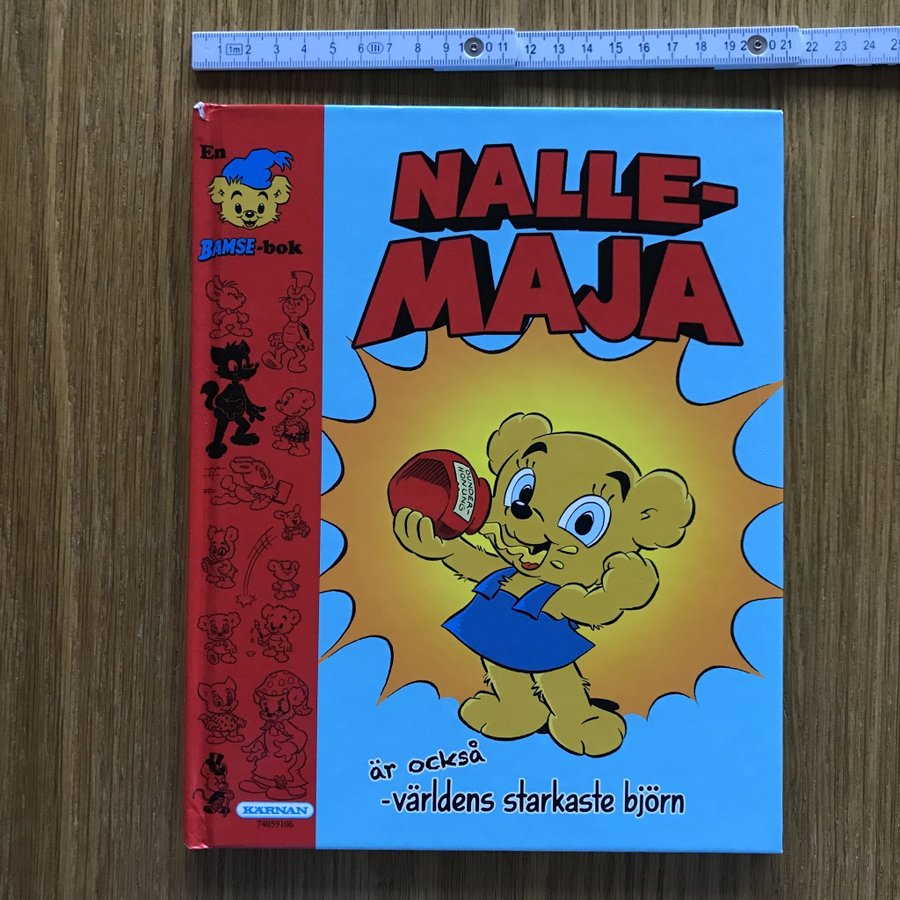 1 1m 2 3 4 5 6 III 7 8 9 10 11 12 13 14 15 16 17 18 19 20 21 22 23 24 25
En
BAMSE-bok
NALLE-
MAJA
DUNDER-
HONUNG
är också
-världens starkaste björn
KÄRNAN
74059106